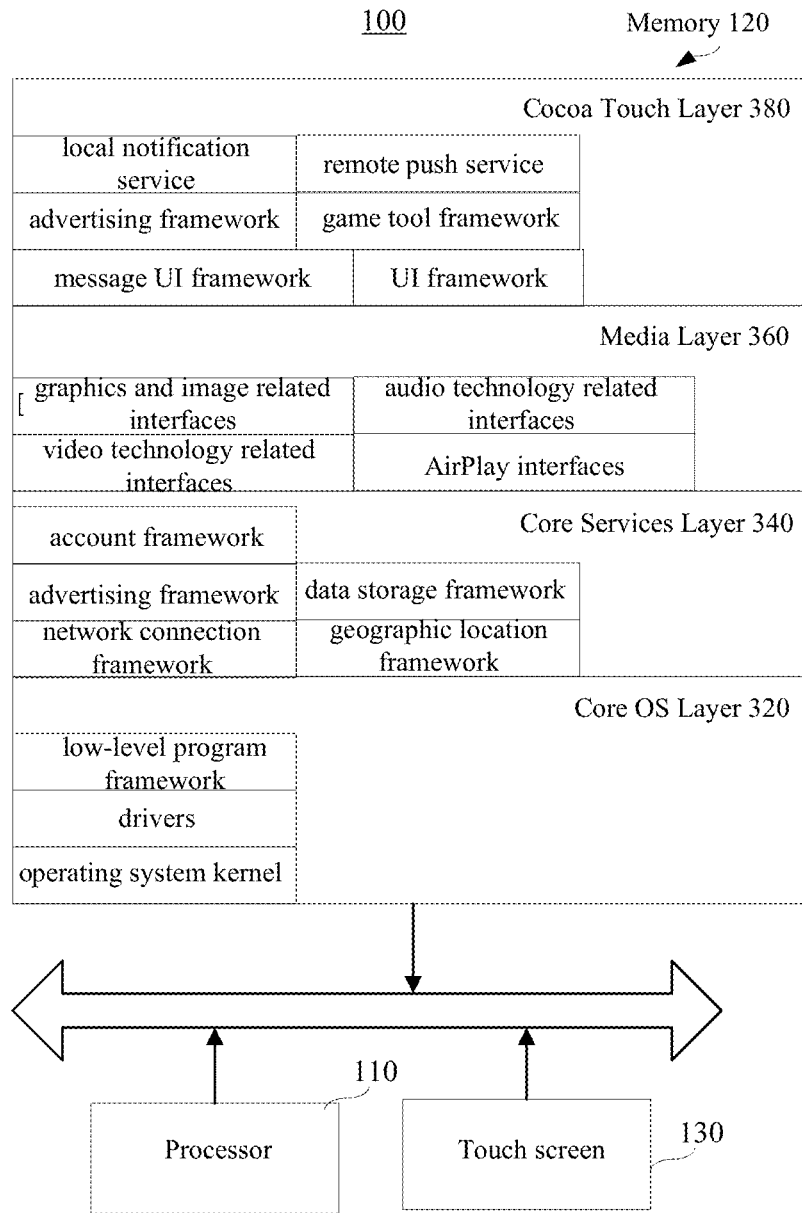 100
Memory 120
Cocoa Touch Layer 380
local notification
service
remote push service
advertising framework
game tool framework
message UI framework
UI framework
Media Layer 360
[ graphics and image related
interfaces
audio technology related
interfaces
video technology related
interfaces
AirPlay interfaces
Core Services Layer 340
account framework
advertising framework
data storage framework
network connection
framework
geographic location
framework
Core OS Layer 320
low-level program
framework
drivers
operating system kernel
110
Processor
Touch screen
130